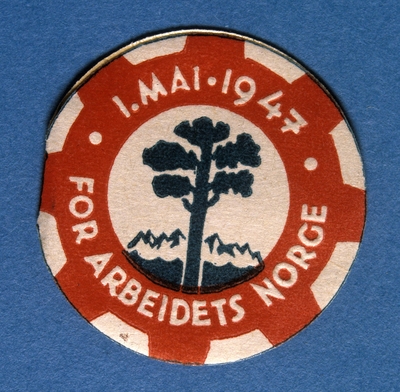 1. MAI • 1947
FOR ARBEIDETS NORGE